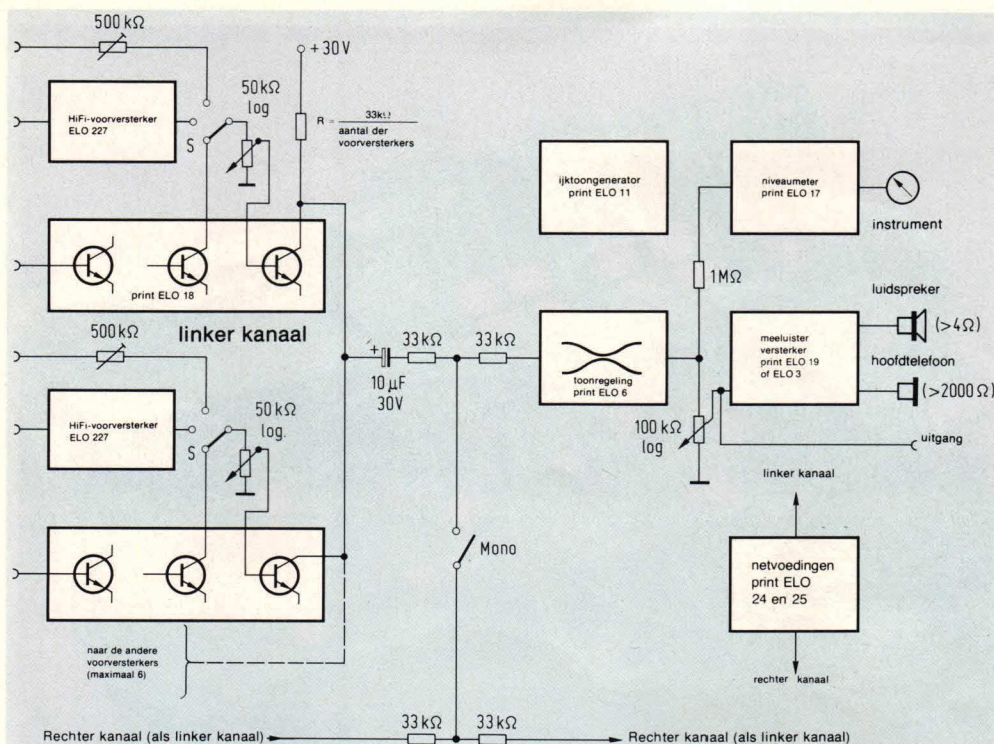 500 kΩ
+ 30V
HiFi-voorversterker
ELO 227
S
50 kΩ
log
R = 33kΩ
aantal der
voorversterkers
print ELO 18
linker kanaal
500 kΩ
HiFi-voorversterker
ELO 227
S
50 kΩ
log.
naar de andere
voorversterkers
(maximaal 6)
+
10 µF
30V
33 kΩ
33 kΩ
Mono
toonregeling
print ELO 6
ijktoongenerator
print ELO 11
niveaumeter
print ELO 17
instrument
1 MΩ
luidspreker
(>4Ω)
meeluister
versterker
print ELO 19
of ELO 3
hoofdtelefoon
(>2000 Ω)
100 kΩ
log
uitgang
linker kanaal
netvoedingen
print ELO
24 en 25
rechter kanaal
Rechter kanaal (als linker kanaal)
33 kΩ
33 kΩ
Rechter kanaal (als linker kanaal)